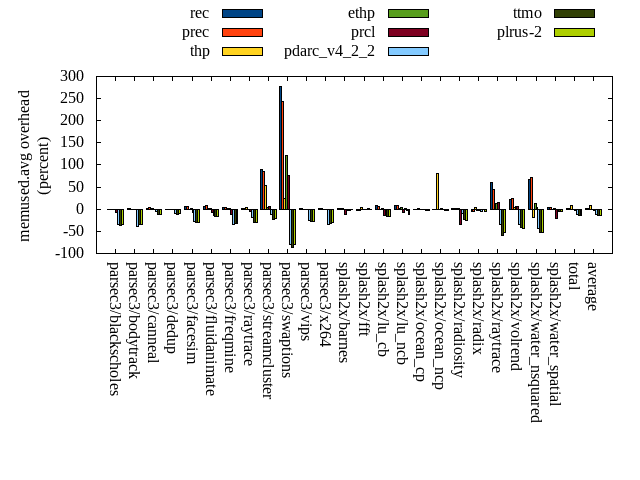 rec
prec
thp
ethp
prcl
pdarc_v4_2_2
ttmo
plrus-2
memused.avg overhead
(percent)
300
250
200
150
100
50
0
-50
-100
parsec3/blackscholes
parsec3/bodytrack
parsec3/canneal
parsec3/dedup
parsec3/facesim
parsec3/fluidanimate
parsec3/freqmine
parsec3/raytrace
parsec3/streamcluster
parsec3/swaptions
parsec3/vips
parsec3/x264
splash2x/barnes
splash2x/fft
splash2x/lu_cb
splash2x/lu_ncb
splash2x/ocean_cp
splash2x/ocean_ncp
splash2x/radiosity
splash2x/radix
splash2x/raytrace
splash2x/volrend
splash2x/water_nsquared
splash2x/water_spatial
total
average